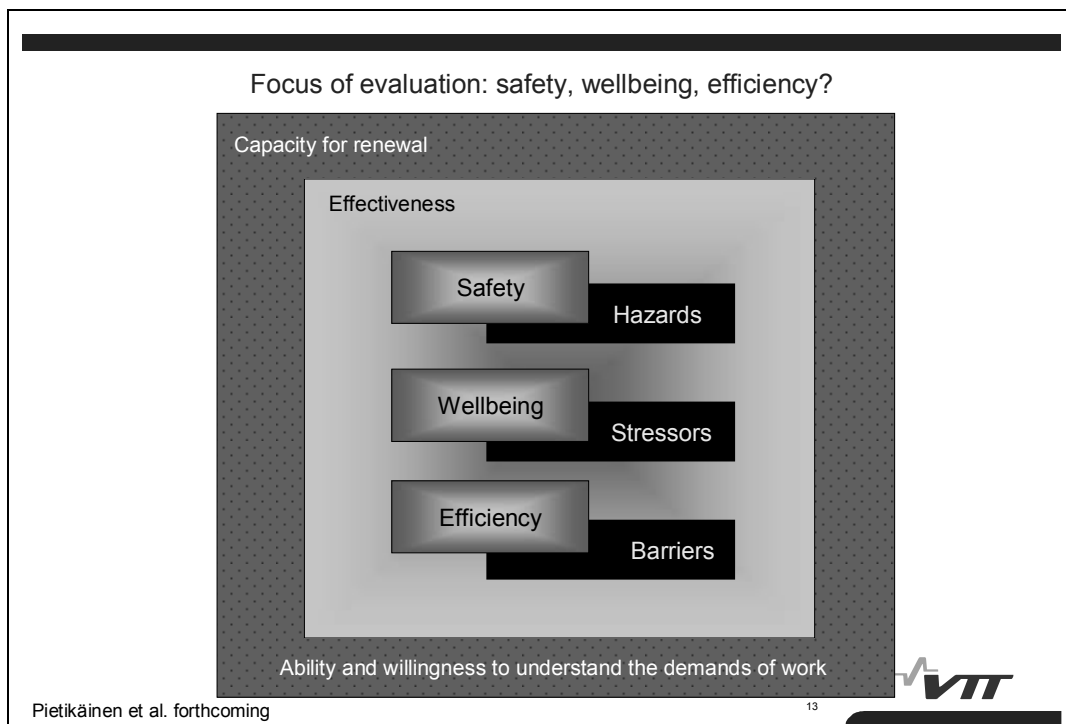 Focus of evaluation: safety, wellbeing, efficiency?
Capacity for renewal
Effectiveness
Safety
Hazards
Wellbeing
Stressors
Efficiency
Barriers
Ability and willingness to understand the demands of work
VTT
Pietikäinen et al. forthcoming
13